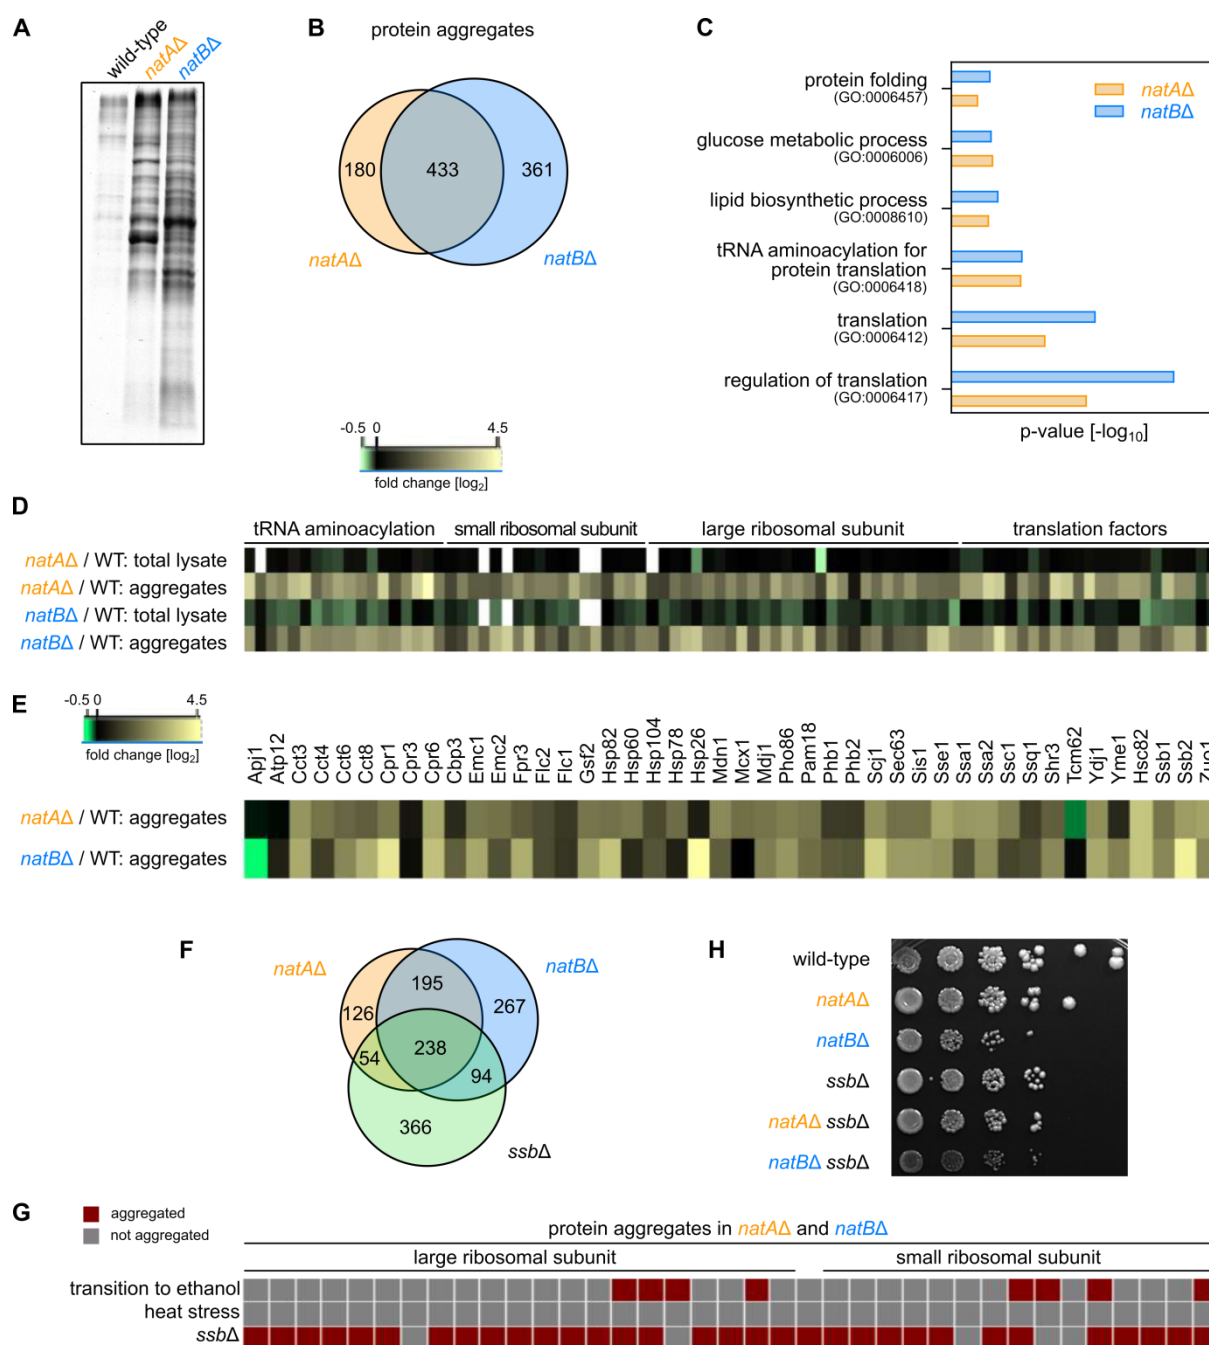 A
wild-type
natAΔ
natBΔ
B
protein aggregates
180
433
361
natAΔ
natBΔ
C
natAΔ
natBΔ
protein folding
(GO:0006457)
glucose metabolic process
(GO:0006006)
lipid biosynthetic process
(GO:0008610)
tRNA aminoacylation for
protein translation
(GO:0006418)
translation
(GO:0006412)
regulation of translation
(GO:0006417)
p-value [-log10]
-0.5 0 4.5
fold change [log2]
D
tRNA aminoacylation small ribosomal subunit large ribosomal subunit translation factors
natAΔ / WT: total lysate
natAΔ / WT: aggregates
natBΔ / WT: total lysate
natBΔ / WT: aggregates
E
-0.5 0 4.5
fold change [log2]
Apj1
Atp12
Cct3
Cct4
Cct6
Cct8
Cpr1
Cpr3
Cpr6
Cbp3
Emc1
Emc2
Fpr3
Flc2
Flc1
Gsf2
Hsp82
Hsp60
Hsp104
Hsp78
Hsp26
Mdn1
Mcx1
Mdj1
Pho86
Pam18
Phb1
Phb2
Scj1
Sec63
Sis1
Sse1
Ssa1
Ssa2
Ssc1
Ssq1
Shr3
Tcm62
Ydj1
Yme1
Hsc82
Ssb1
Ssb2
Zuo1
natAΔ / WT: aggregates
natBΔ / WT: aggregates
F
natAΔ
natBΔ
195
126
267
238
54
94
366
ssbΔ
H
wild-type
natAΔ
natBΔ
ssbΔ
natAΔ ssbΔ
natBΔ ssbΔ
G
aggregated
not aggregated
protein aggregates in natAΔ and natBΔ
large ribosomal subunit small ribosomal subunit
transition to ethanol
heat stress
ssbΔ